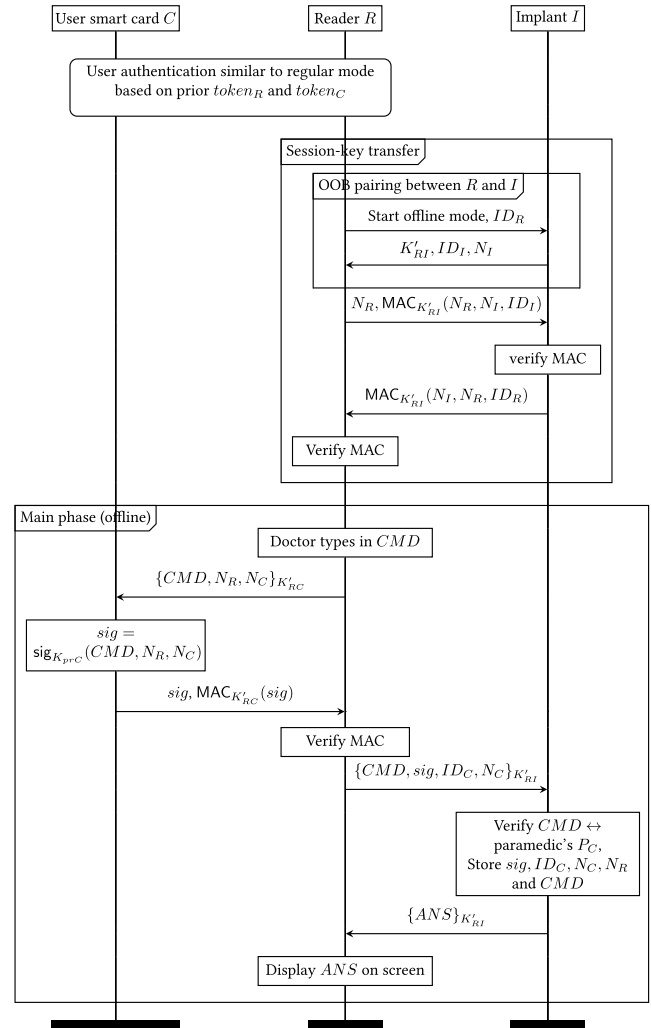 User smart card C
Reader R
Implant I
User authentication similar to regular mode
based on prior token_R and token_C
Session-key transfer
OOB pairing between R and I
Start offline mode, ID_R
K′_RI, ID_I, N_I
N_R, MAC_K′_RI(N_R, N_I, ID_I)
verify MAC
MAC_K′_RI(N_I, N_R, ID_R)
Verify MAC
Main phase (offline)
Doctor types in CMD
{CMD, N_R, N_C}_K′_RC
sig =
sig_K_prC(CMD, N_R, N_C)
sig, MAC_K′_RC(sig)
Verify MAC
{CMD, sig, ID_C, N_C}_K′_RI
Verify CMD ↔
paramedic's P_C,
Store sig, ID_C, N_C, N_R
and CMD
{ANS}_K′_RI
Display ANS on screen